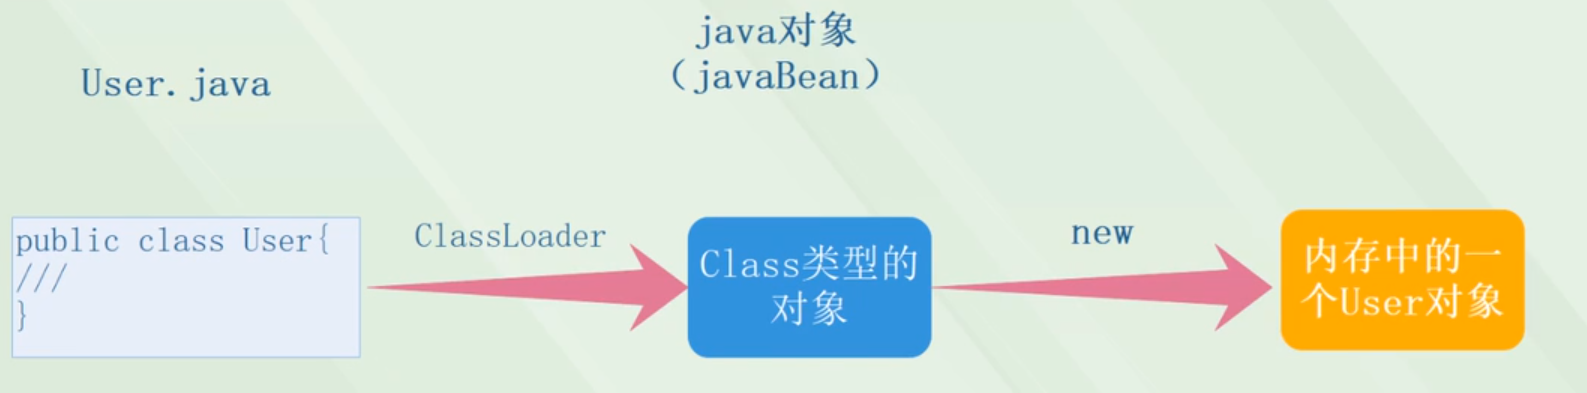 java对象
（javaBean）
User.java
public class User{
///
}
ClassLoader
Class类型的
对象
new
内存中的一
个User对象